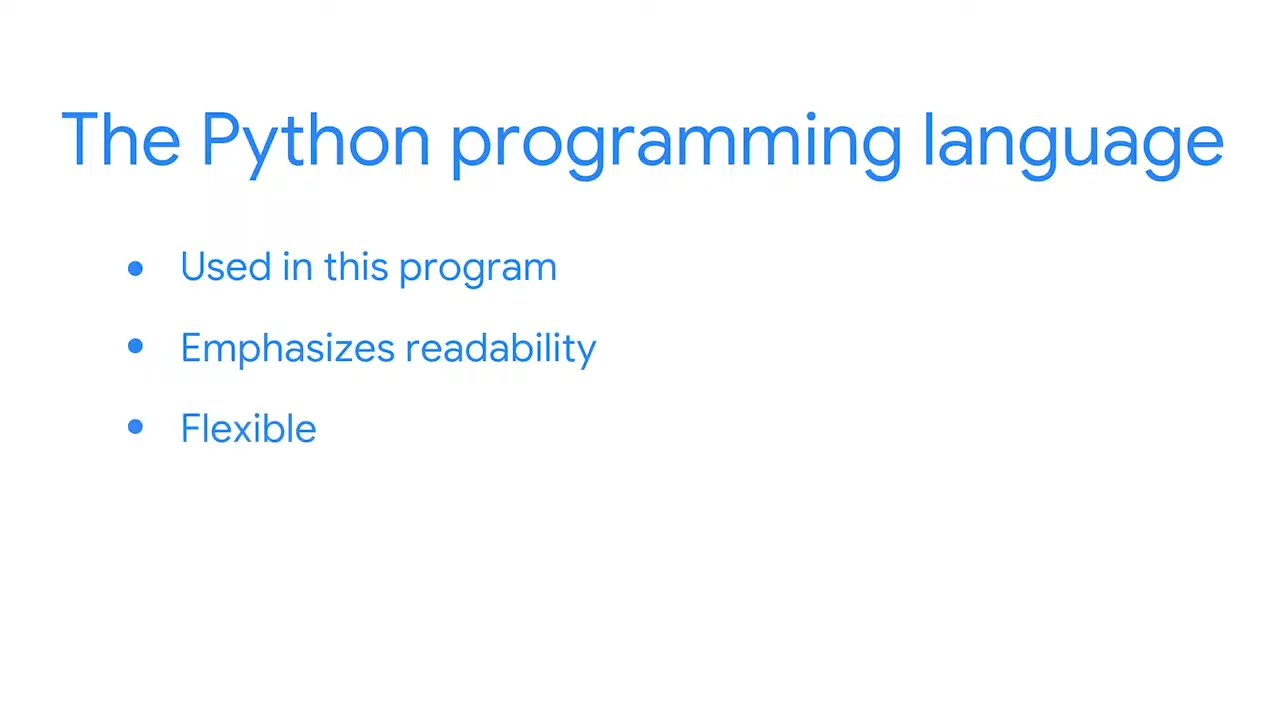 The Python programming language
• Used in this program
• Emphasizes readability
• Flexible